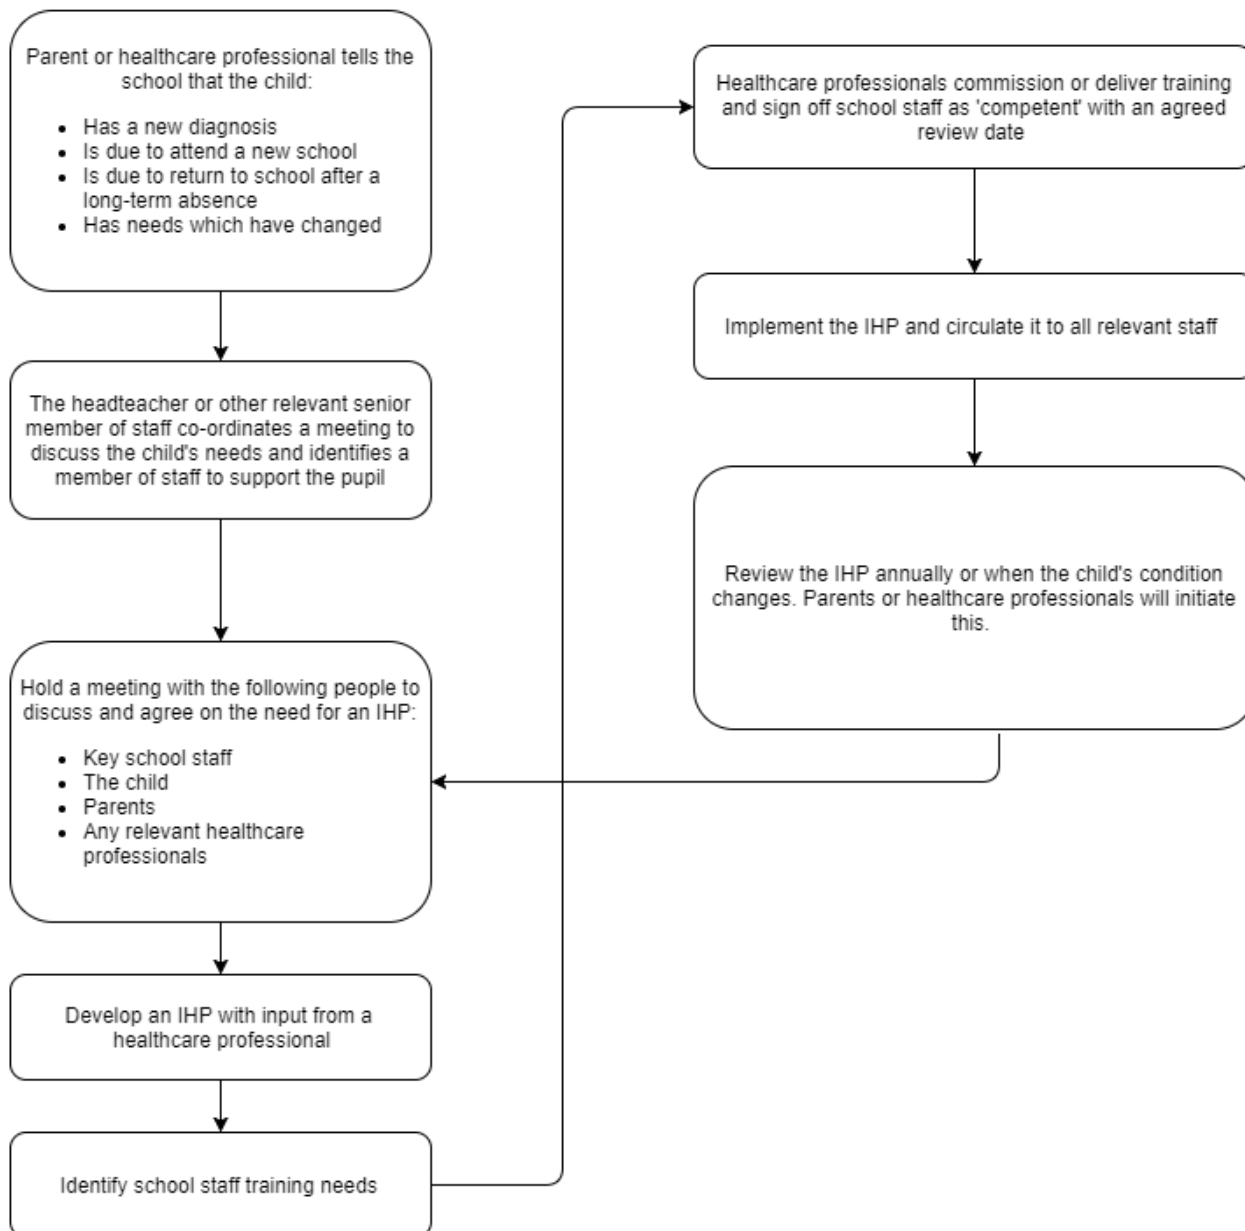 Parent or healthcare professional tells the
school that the child:
• Has a new diagnosis
• Is due to attend a new school
• Is due to return to school after a
long-term absence
• Has needs which have changed
The headteacher or other relevant senior
member of staff co-ordinates a meeting to
discuss the child's needs and identifies a
member of staff to support the pupil
Hold a meeting with the following people to
discuss and agree on the need for an IHP:
• Key school staff
• The child
• Parents
• Any relevant healthcare
professionals
Develop an IHP with input from a
healthcare professional
Identify school staff training needs
Healthcare professionals commission or deliver training
and sign off school staff as 'competent' with an agreed
review date
Implement the IHP and circulate it to all relevant staff
Review the IHP annually or when the child's condition
changes. Parents or healthcare professionals will initiate
this.